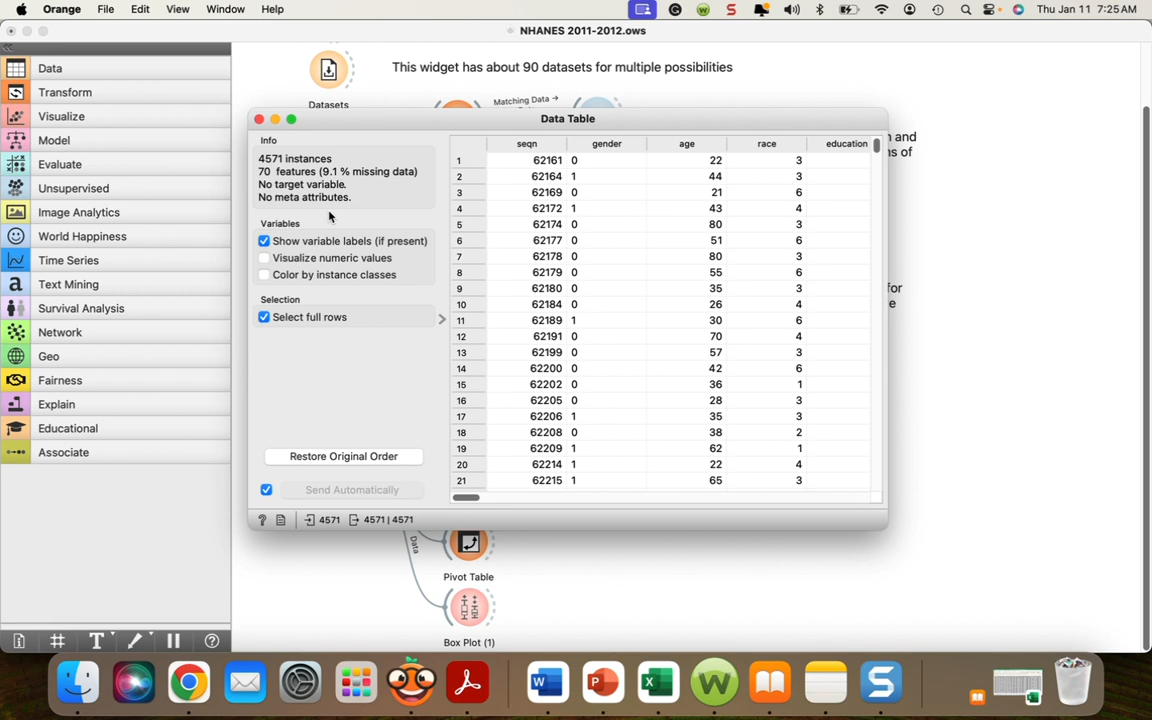 Orange File Edit View Window Help Thu Jan 11 7:25 AM
NHANES 2011-2012.ows
Data
Transform
Visualize
Model
Evaluate
Unsupervised
Image Analytics
World Happiness
Time Series
Text Mining
Survival Analysis
Network
Geo
Fairness
Explain
Educational
Associate
This widget has about 90 datasets for multiple possibilities
Datasets
Matching Data →
and
ns of
for
e
Data Table
Info
4571 instances
70 features (9.1 % missing data)
No target variable.
No meta attributes.
Variables
Show variable labels (if present)
Visualize numeric values
Color by instance classes
Selection
Select full rows
Restore Original Order
Send Automatically
? 4571 4571 | 4571
seqn gender age race education
1 62161 0 22 3
2 62164 1 44 3
3 62169 0 21 6
4 62172 1 43 4
5 62174 0 80 3
6 62177 0 51 6
7 62178 0 80 3
8 62179 0 55 6
9 62180 0 35 3
10 62184 0 26 4
11 62189 1 30 6
12 62191 0 70 4
13 62199 0 57 3
14 62200 0 42 6
15 62202 0 36 1
16 62205 0 28 3
17 62206 1 35 3
18 62208 0 38 2
19 62209 1 62 1
20 62214 1 22 4
21 62215 1 65 3
Data
Pivot Table
Box Plot (1)